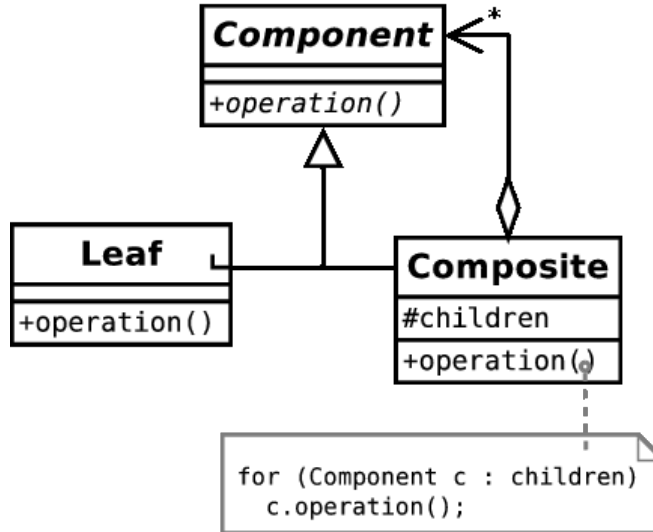 Component
*
+operation()
Leaf
+operation()
Composite
#children
+operation()
for (Component c : children)
  c.operation();